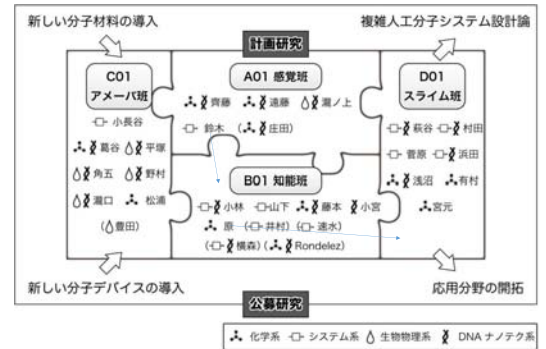 新しい分子材料の導入
複雑人工分子システム設計論
計画研究
C01
アメーバ班
小長谷
葛谷 平塚
角五 野村
瀧口 松浦
(豊田)
A01 感覚班
齊藤 遠藤 瀧ノ上
鈴木 (庄田)
B01 知能班
小林 山下 藤本 小宮
原 (井村) (速水)
(横森) (Rondelez)
D01
スライム班
萩谷 村田
菅原 浜田
浅沼 有村
宮元
新しい分子デバイスの導入
応用分野の開拓
公募研究
化学系 システム系 生物物理系 DNA ナノテク系